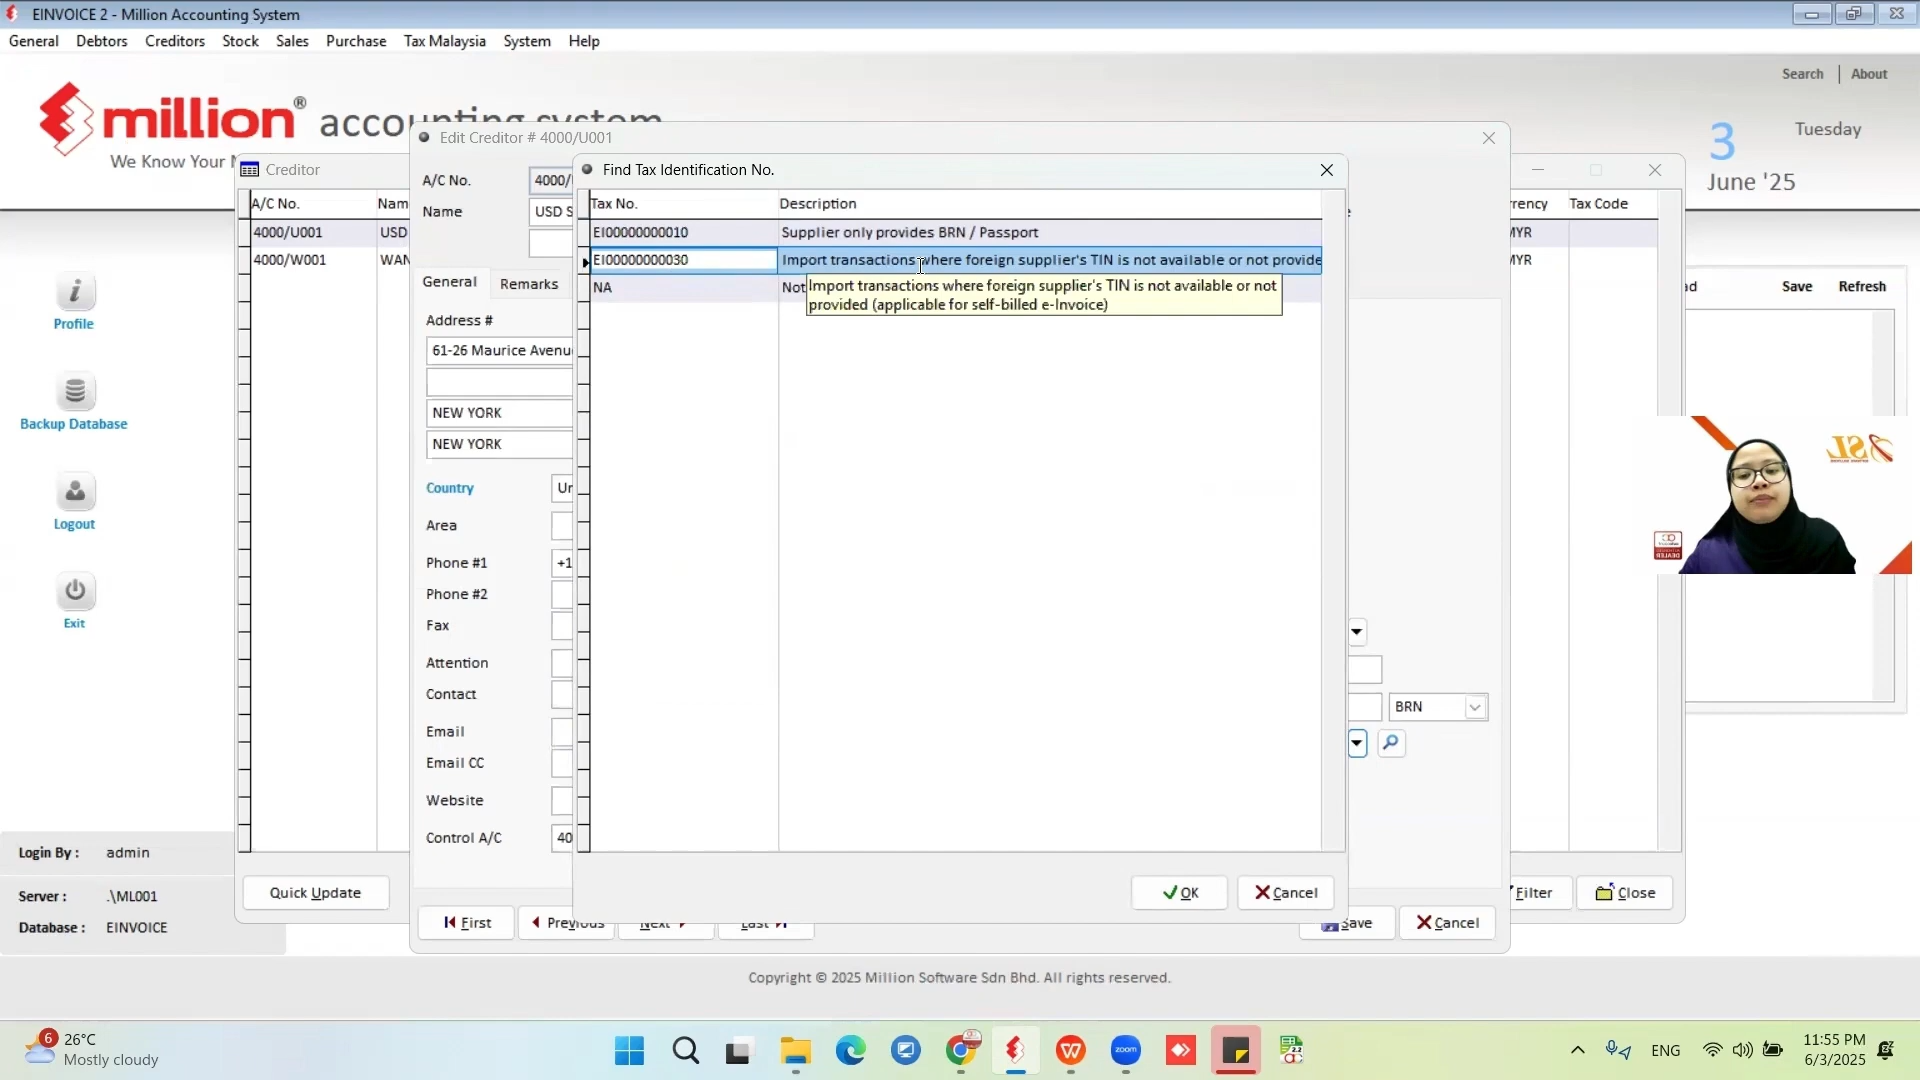 EINVOICE 2 - Million Accounting System
General Debtors Creditors Stock Sales Purchase Tax Malaysia System Help
Search About
million® accounting system
We Know Your
3
Tuesday
June '25
Edit Creditor # 4000/U001
Creditor
A/C No.
Find Tax Identification No.
A/C No.
Name
Tax No. Description
Tax Code
4000/U001 USD
EI00000000010 Supplier only provides BRN / Passport
MYR
4000/W001
EI00000000030 Import transactions where foreign supplier's TIN is not available or not provide
MYR
NA Not
Import transactions where foreign supplier's TIN is not available or not
provided (applicable for self-billed e-Invoice)
Save Refresh
General Remarks
Address #
61-26 Maurice Avenu
NEW YORK
NEW YORK
Country
Area
Phone #1 +1
Phone #2
Fax
Attention
Contact
BRN
Email
Email CC
Website
Control A/C 40
Profile
Backup Database
Logout
Exit
Login By : admin
Server : .\ML001
Database : EINVOICE
Quick Update
OK Cancel
Filter Close
First Previous Next Last Save Cancel
Copyright © 2025 Million Software Sdn Bhd. All rights reserved.
6
26°C
Mostly cloudy
zoom
ENG
11:55 PM
6/3/2025